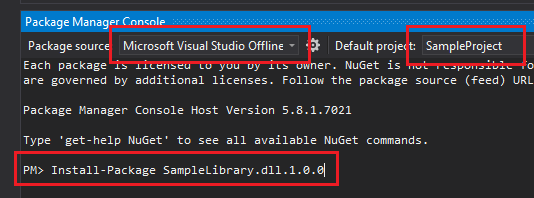 Package Manager Console
Package source: Microsoft Visual Studio Offline Default project: SampleProject
Each package is licensed to you by its owner. NuGet is not responsible fo
are governed by additional licenses. Follow the package source (feed) URL
Package Manager Console Host Version 5.8.1.7021
Type 'get-help NuGet' to see all available NuGet commands.
PM> Install-Package SampleLibrary.dll.1.0.0